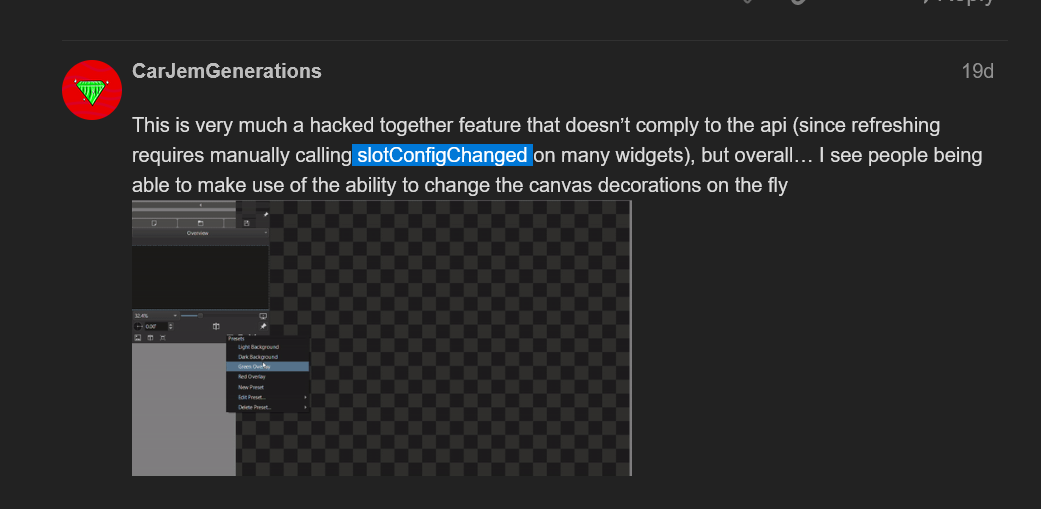 Reply
CarJemGenerations
19d
This is very much a hacked together feature that doesn’t comply to the api (since refreshing
requires manually calling slotConfigChanged on many widgets), but overall… I see people being
able to make use of the ability to change the canvas decorations on the fly
Overview
32.4%
0.00°
Presets
Light Background
Dark Background
Green Overlay
Red Overlay
New Preset
Edit Preset...
Delete Preset...